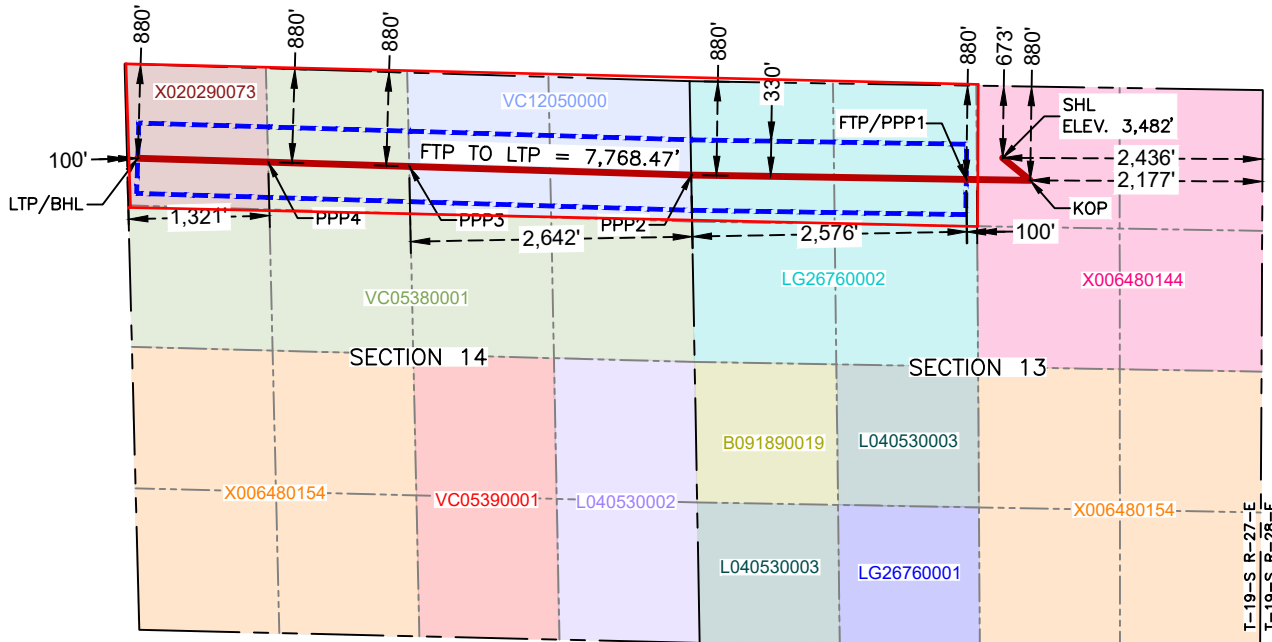 880'
880'
880'
880'
880'
673'
880'
330'
X020290073
VC12050000
FTP/PPP1
SHL
ELEV. 3,482'
100'
FTP TO LTP = 7,768.47'
2,436'
2,177'
LTP/BHL
1,321'
PPP4
PPP3
PPP2
KOP
2,642'
2,576'
100'
VC05380001
LG26760002
X006480144
SECTION 14
SECTION 13
B091890019
L040530003
X006480154
VC05390001
L040530002
X006480154
L040530003
LG26760001
T-19-S R-27-E
T-19-S R-28-E